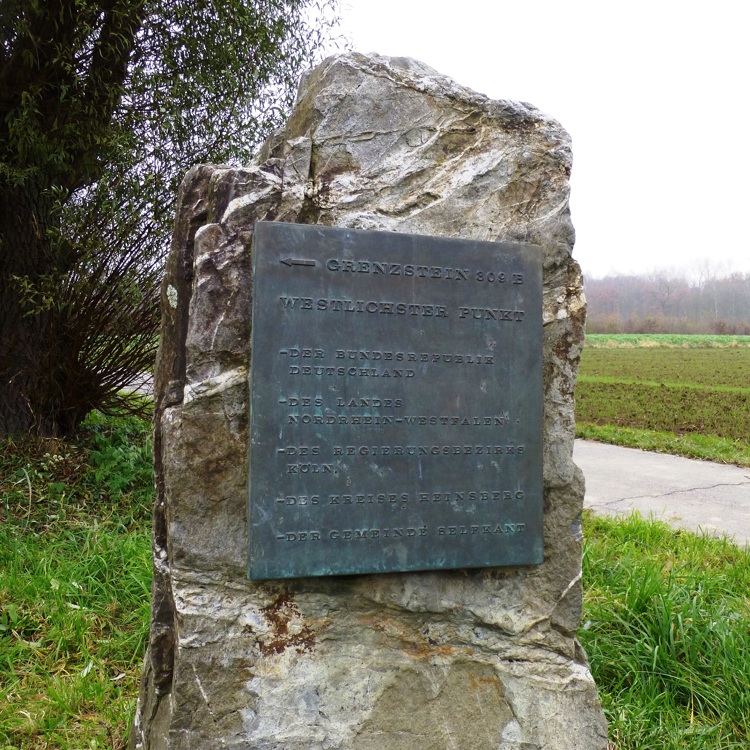 ← GRENZSTEIN 309 B
WESTLICHSTER PUNKT
-DER BUNDESREPUBLIK
DEUTSCHLAND
-DES LANDES
NORDRHEIN-WESTFALEN
-DES REGIERUNGSBEZIRKS
KÖLN,
-DES KREISES HEINSBERG
-DER GEMEINDE SELFKANT